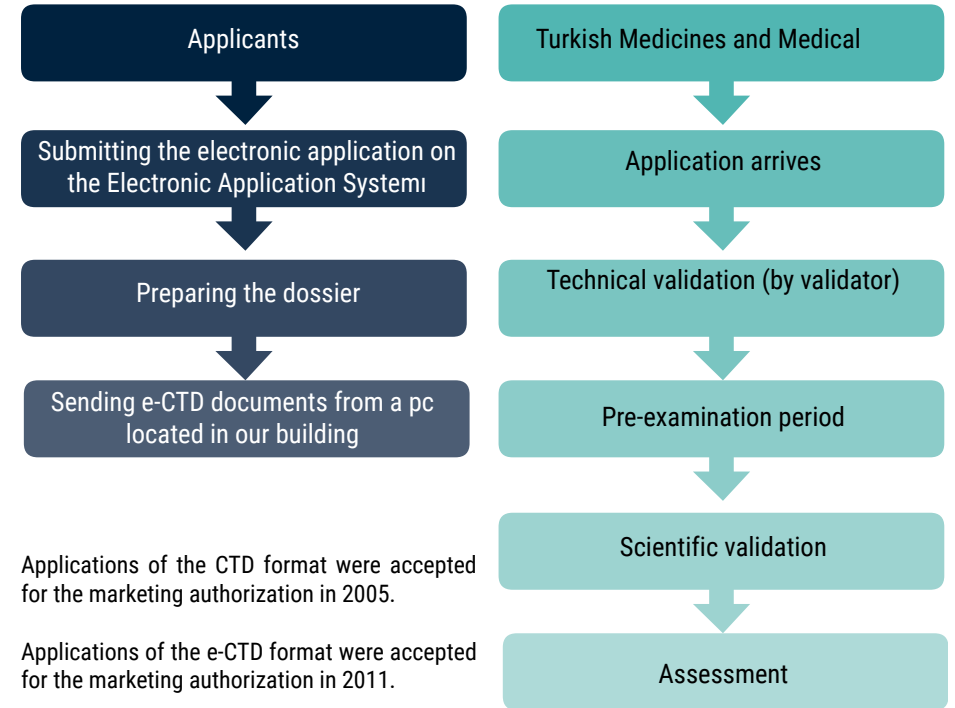 Applicants
Submitting the electronic application on
the Electronic Application Systemı
Preparing the dossier
Sending e-CTD documents from a pc
located in our building
Applications of the CTD format were accepted
for the marketing authorization in 2005.
Applications of the e-CTD format were accepted
for the marketing authorization in 2011.
Turkish Medicines and Medical
Application arrives
Technical validation (by validator)
Pre-examination period
Scientific validation
Assessment